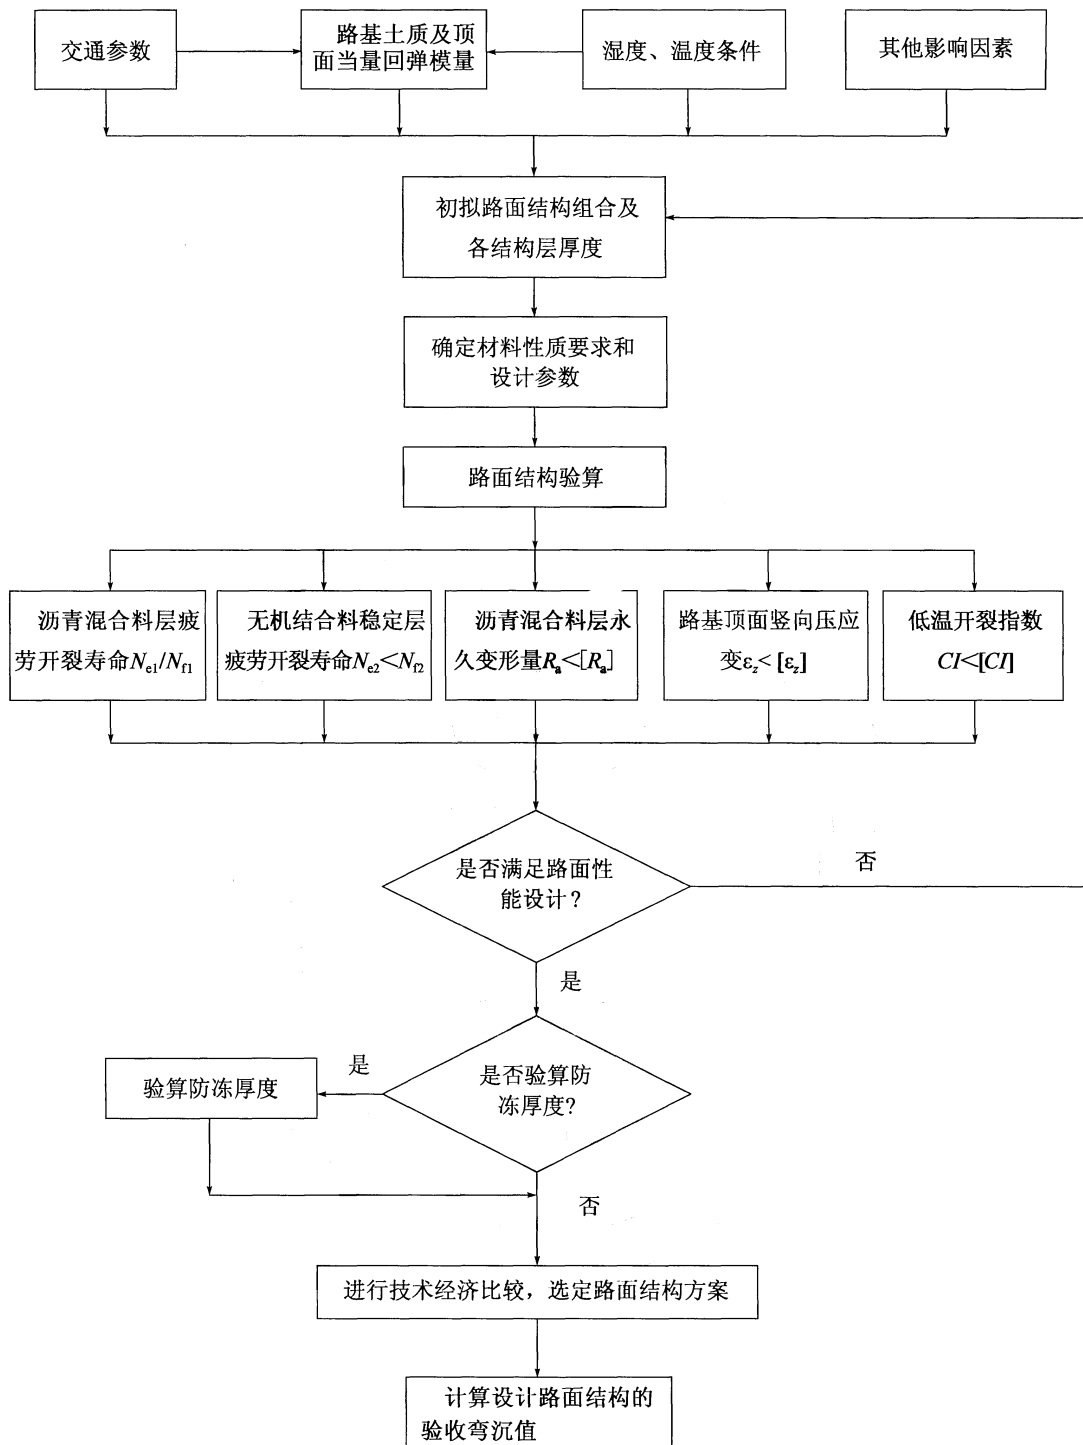 交通参数
路基土质及顶
面当量回弹模量
湿度、温度条件
其他影响因素
初拟路面结构组合及
各结构层厚度
确定材料性质要求和
设计参数
路面结构验算
沥青混合料层疲
劳开裂寿命Ne1/Nf1
无机结合料稳定层
疲劳开裂寿命Ne2<Nf2
沥青混合料层永
久变形量Ra<[Ra]
路基顶面竖向压应
变εz<[εz]
低温开裂指数
CI<[CI]
是否满足路面性
能设计?
否
是
是否验算防
冻厚度?
是
验算防冻厚度
否
进行技术经济比较，选定路面结构方案
计算设计路面结构的
验收弯沉值